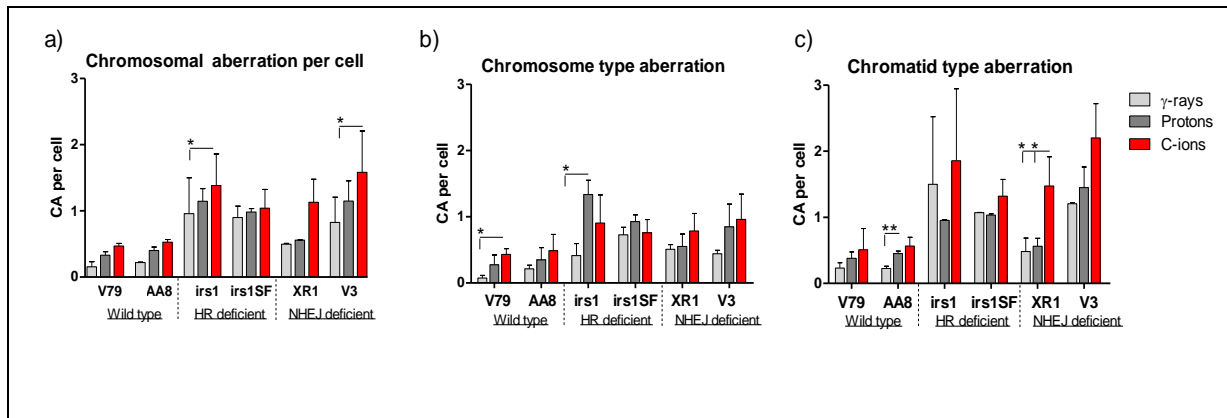 a)
Chromosomal aberration per cell
CA per cell
3
2
1
0
*
*
V79 AA8 irs1 irs1SF XR1 V3
Wild type HR deficient NHEJ deficient
b)
Chromosome type aberration
CA per cell
3
2
1
0
*
*
V79 AA8 irs1 irs1SF XR1 V3
Wild type HR deficient NHEJ deficient
c)
Chromatid type aberration
CA per cell
3
2
1
0
**
* *
V79 AA8 irs1 irs1SF XR1 V3
Wild type HR deficient NHEJ deficient
γ-rays
Protons
C-ions